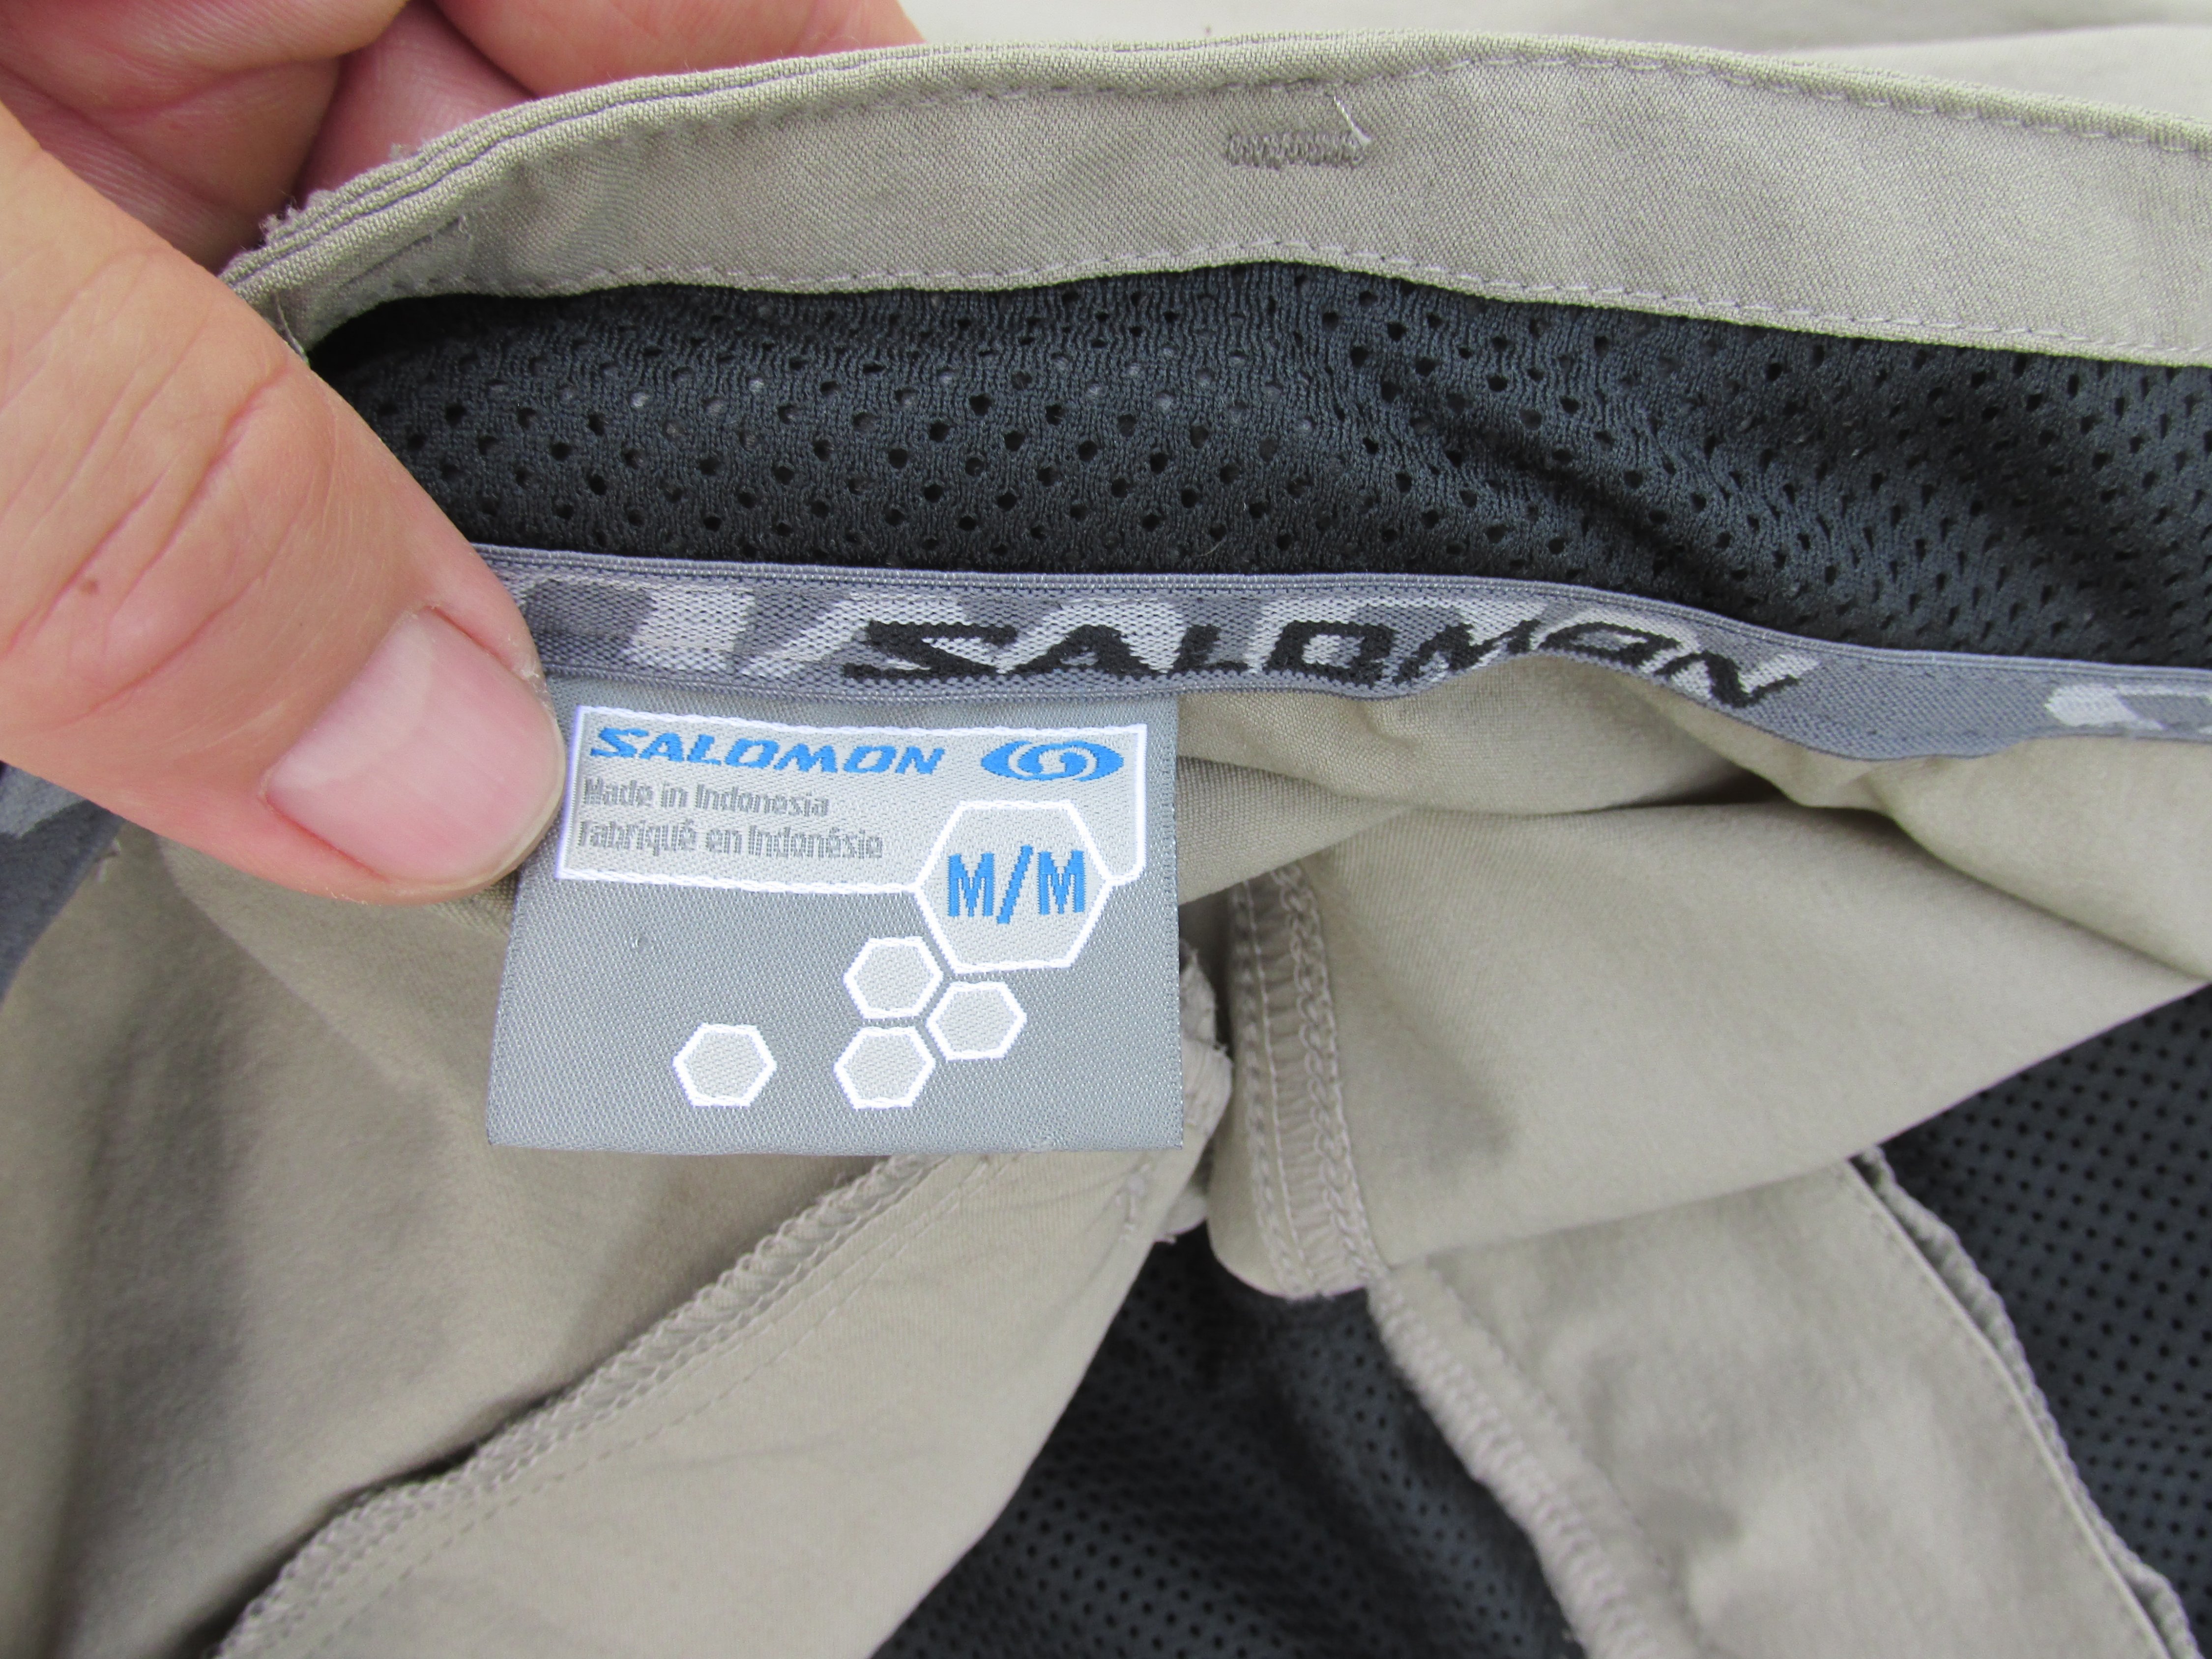 SALOMON
SALOMON
Made in Indonesia
Fabriqué en Indonésie
M/M